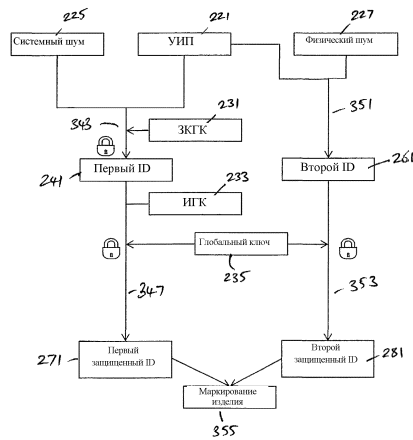 225
221
227
Системный шум
УИП
Физический шум
231
351
343
ЗКГК
241
Первый ID
Второй ID
261
233
ИГК
Глобальный ключ
235
347
353
271
Первый
защищенный ID
Второй
защищенный ID
281
Маркирование
изделия
355